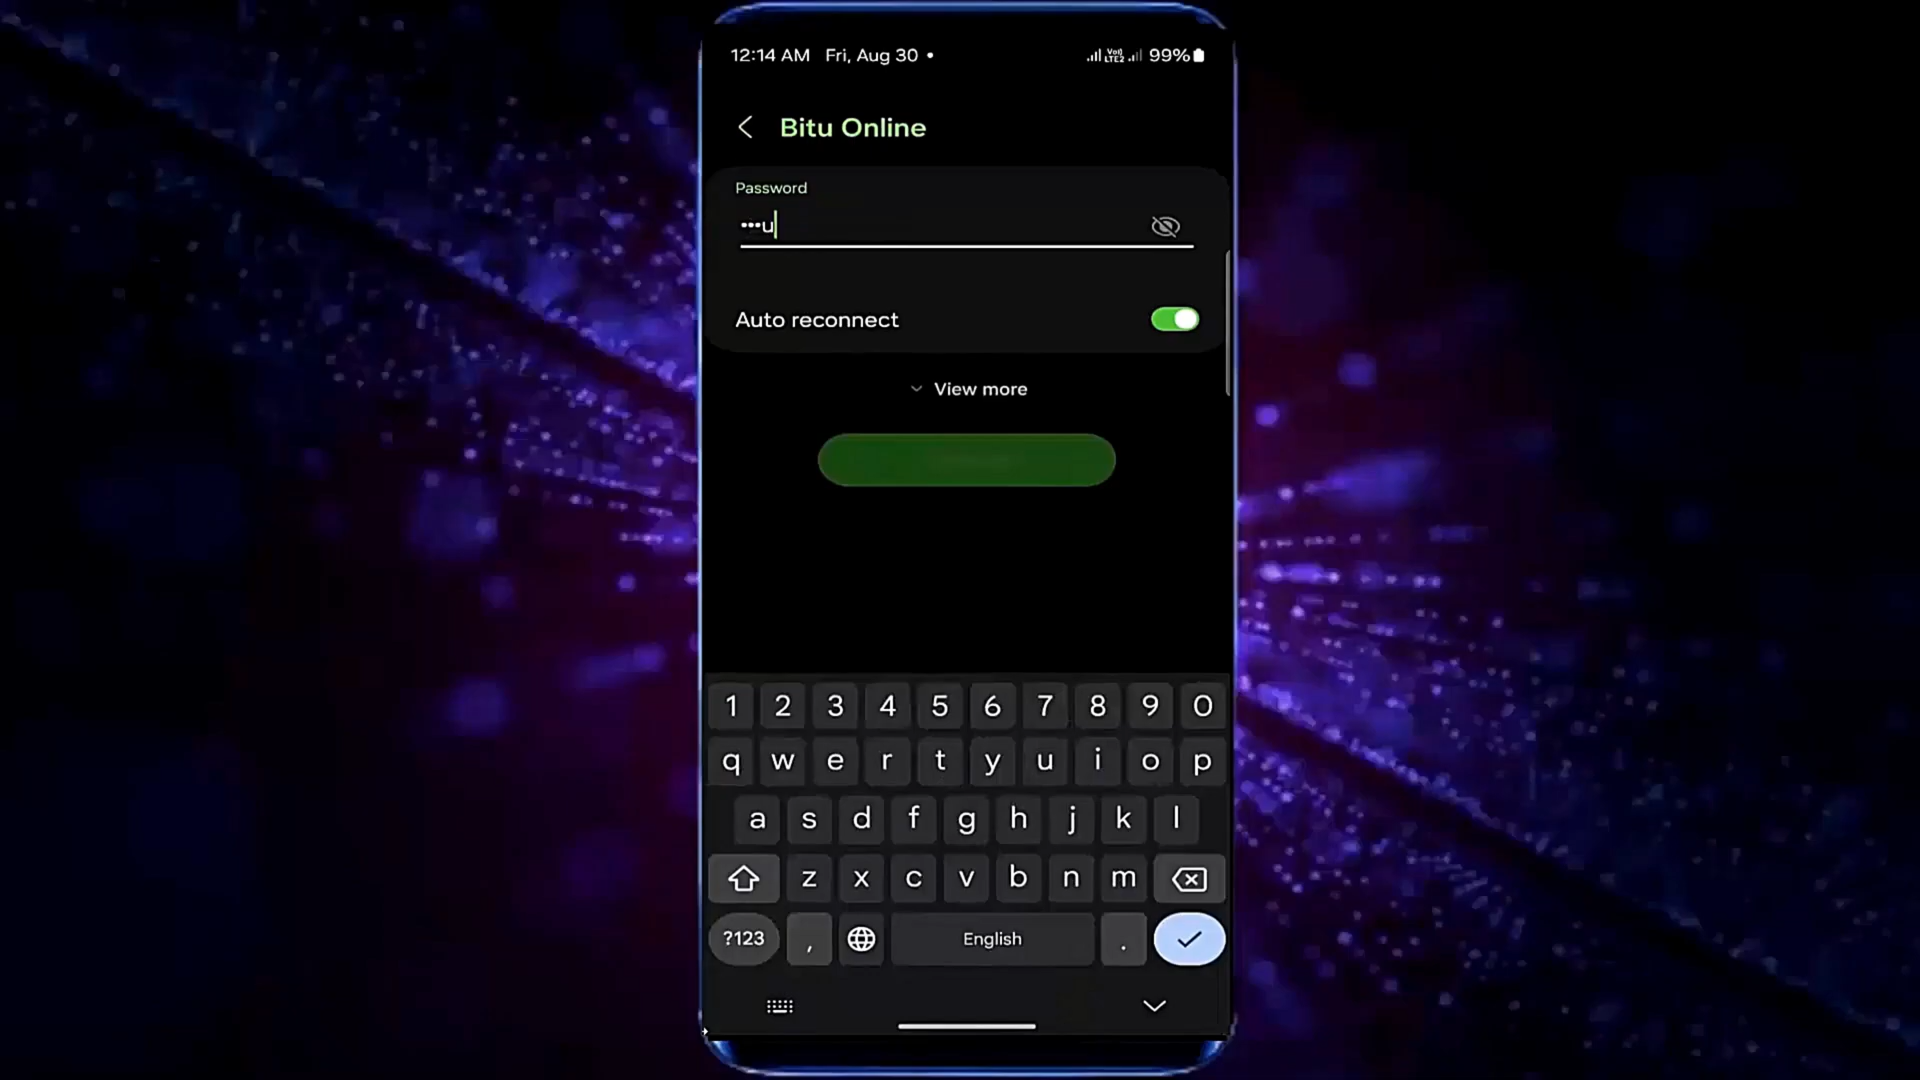 12:14 AM Fri, Aug 30 • 99%
Bitu Online
Password
•••u
Auto reconnect
View more
1 2 3 4 5 6 7 8 9 0
q w e r t y u i o p
a s d f g h j k l
z x c v b n m
?123 , English .